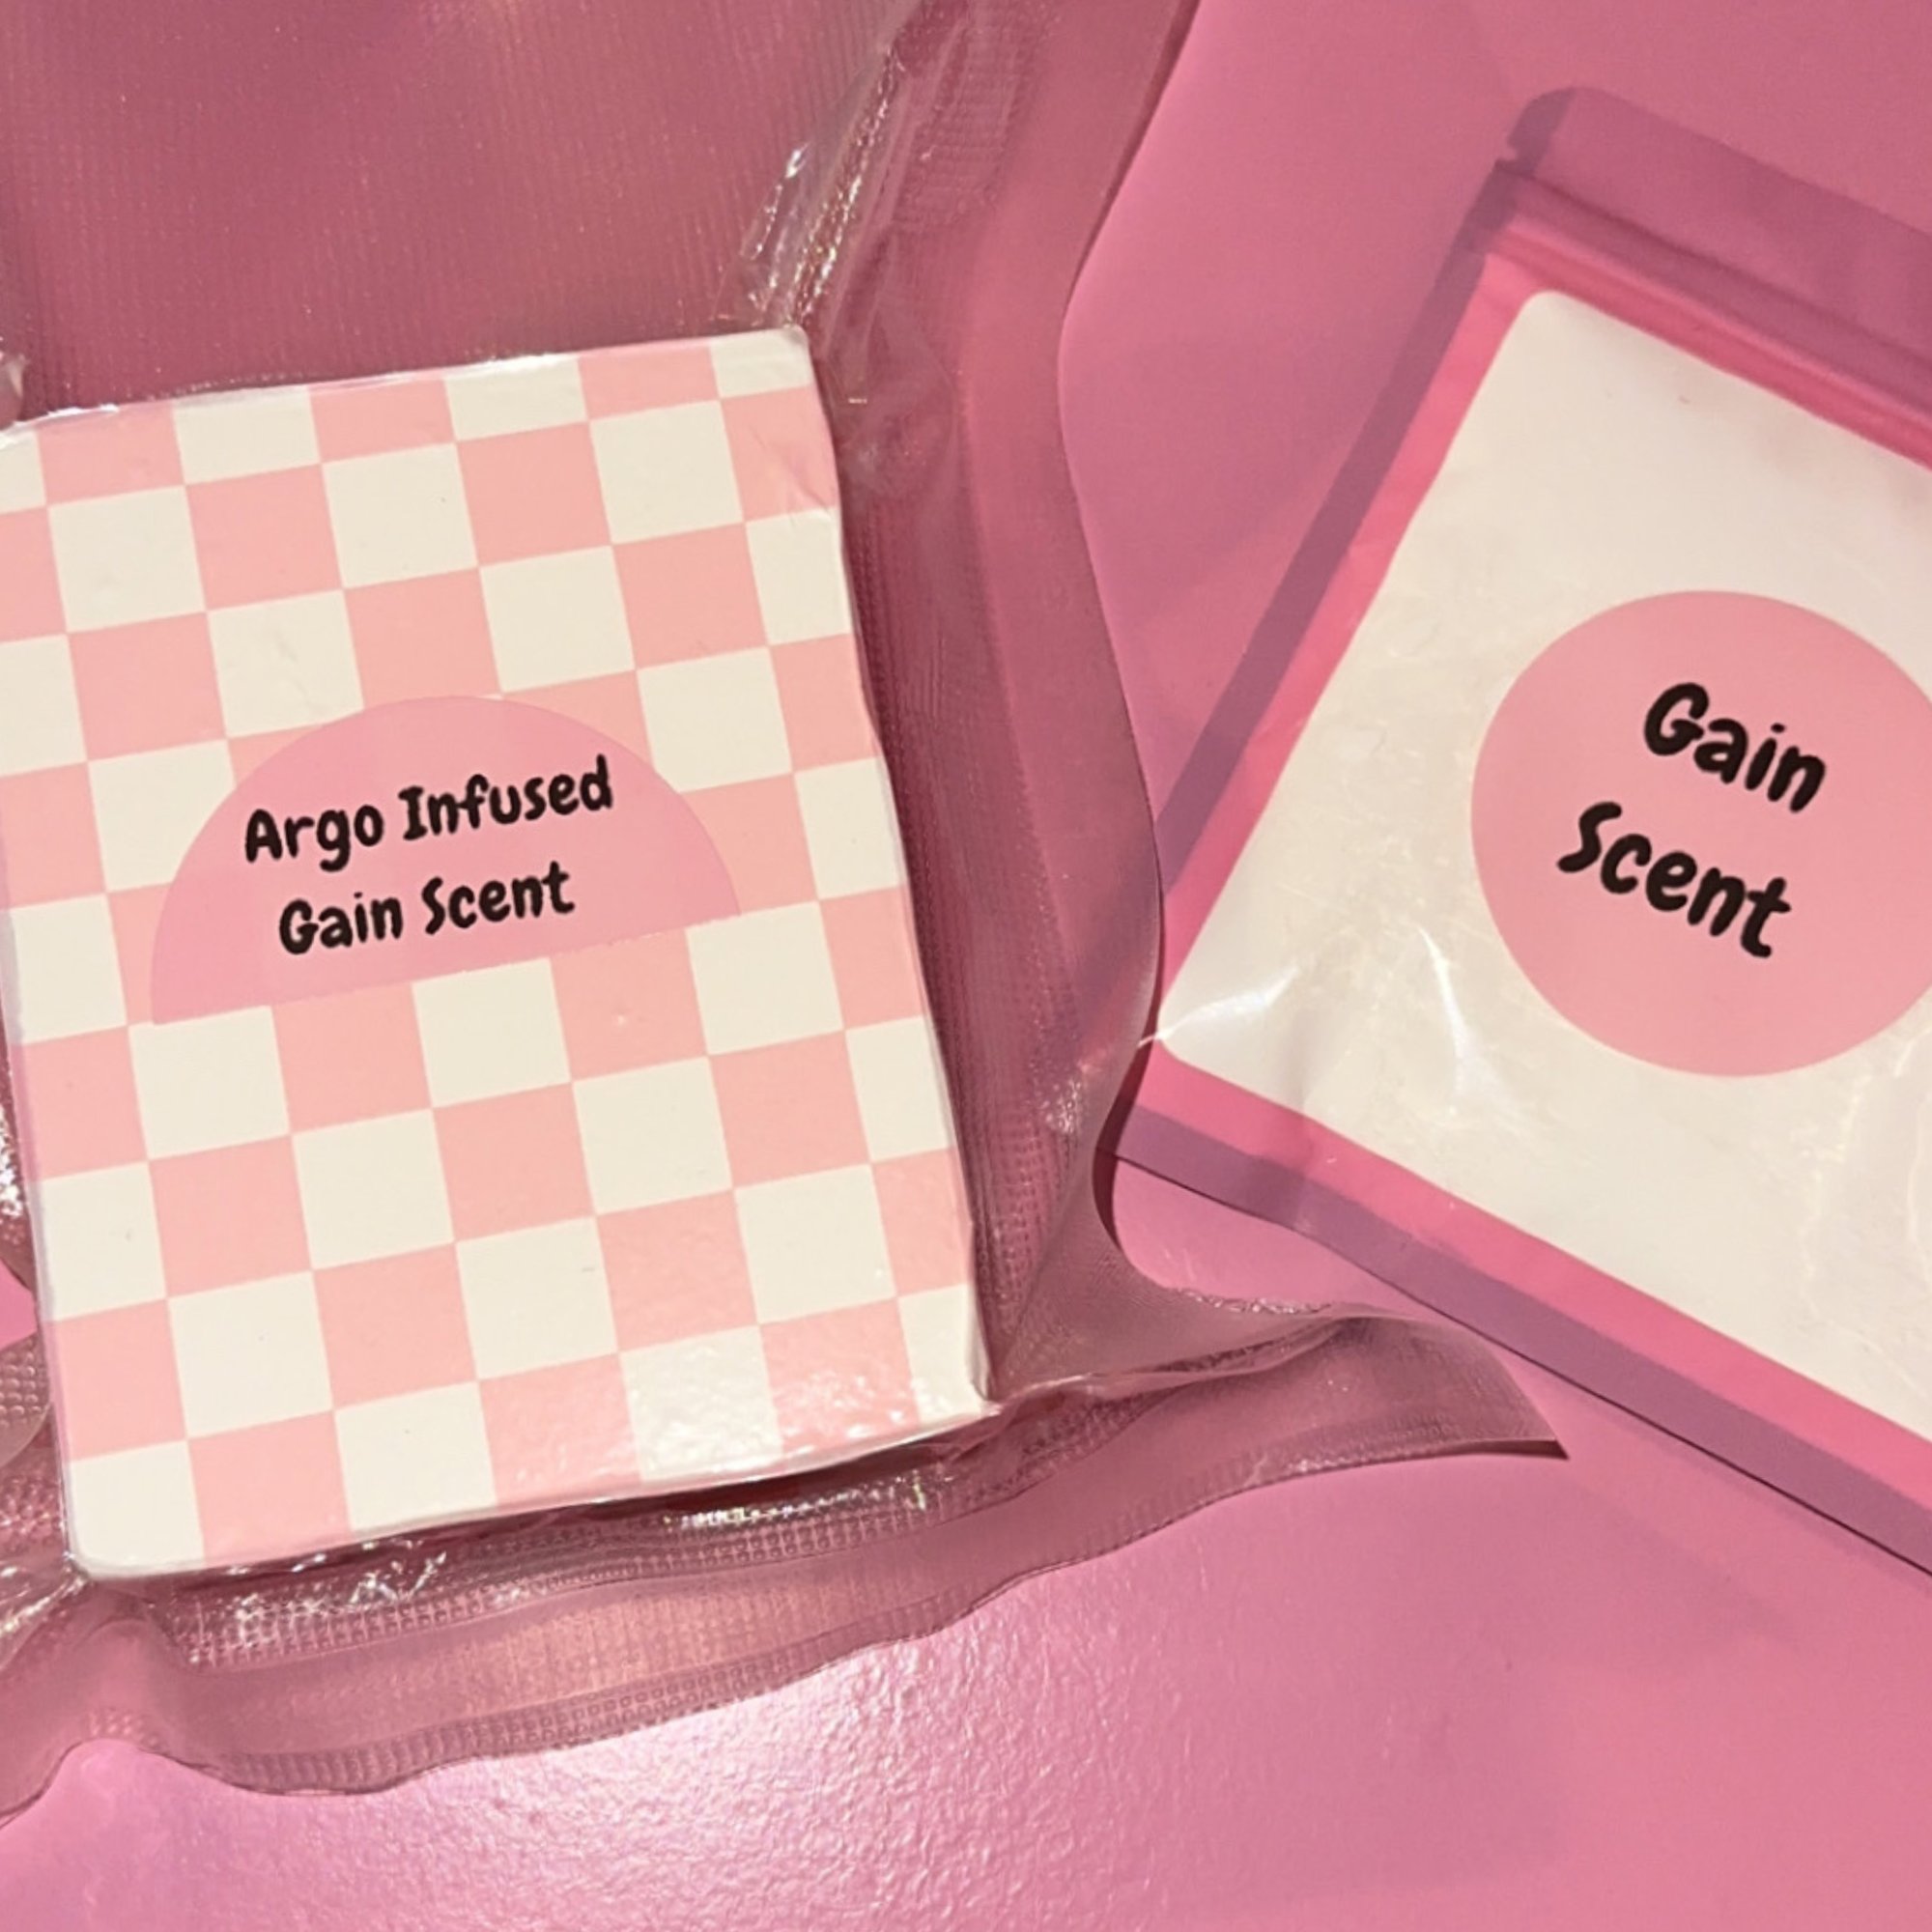 Argo Infused
Gain Scent
Gain
Scent